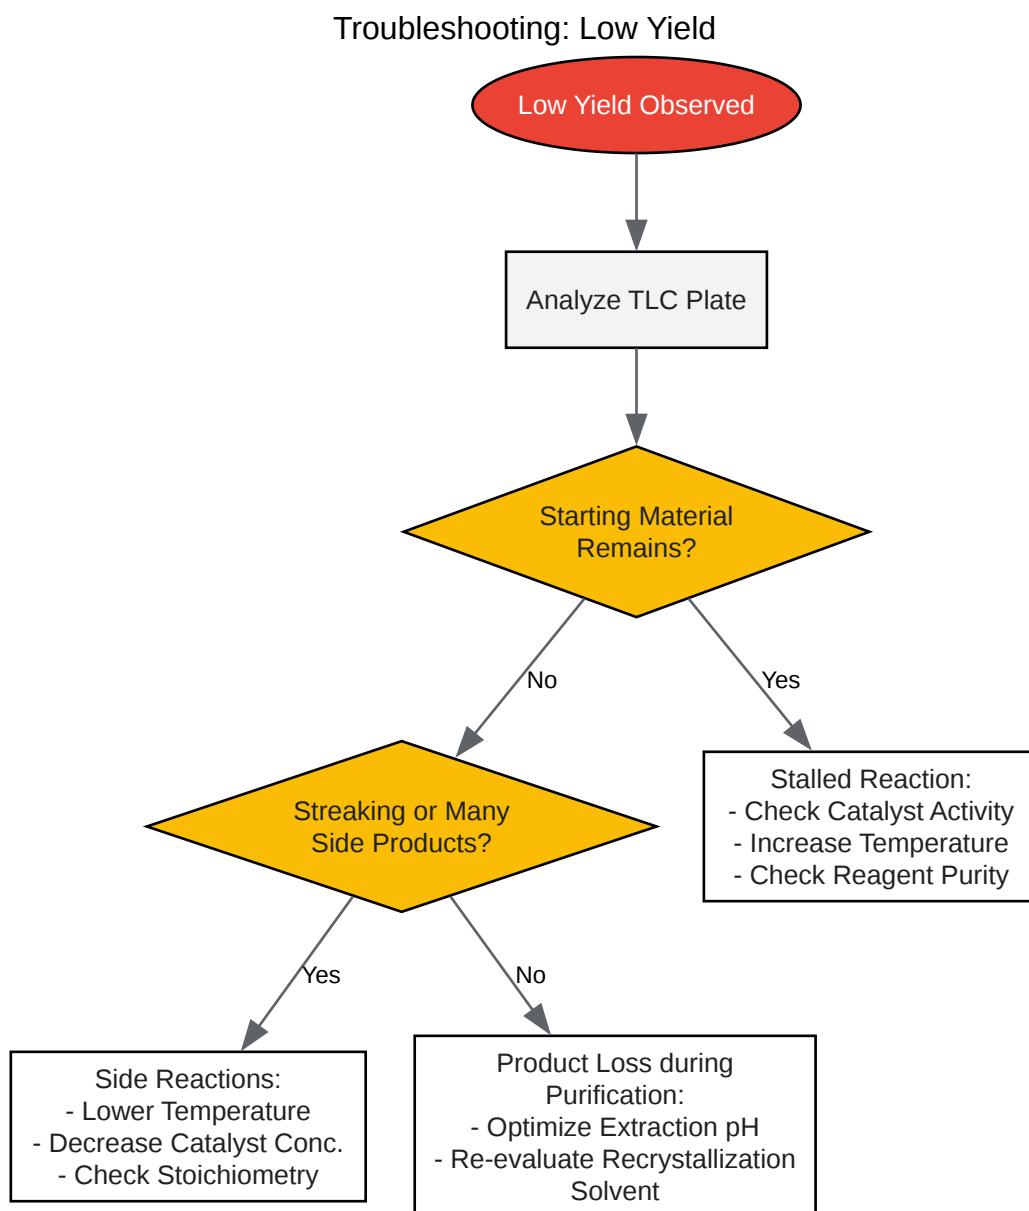 Troubleshooting: Low Yield
Low Yield Observed
Analyze TLC Plate
Starting Material
Remains?
No
Yes
Streaking or Many
Side Products?
Stalled Reaction:
- Check Catalyst Activity
- Increase Temperature
- Check Reagent Purity
Yes
No
Side Reactions:
- Lower Temperature
- Decrease Catalyst Conc.
- Check Stoichiometry
Product Loss during
Purification:
- Optimize Extraction pH
- Re-evaluate Recrystallization
Solvent